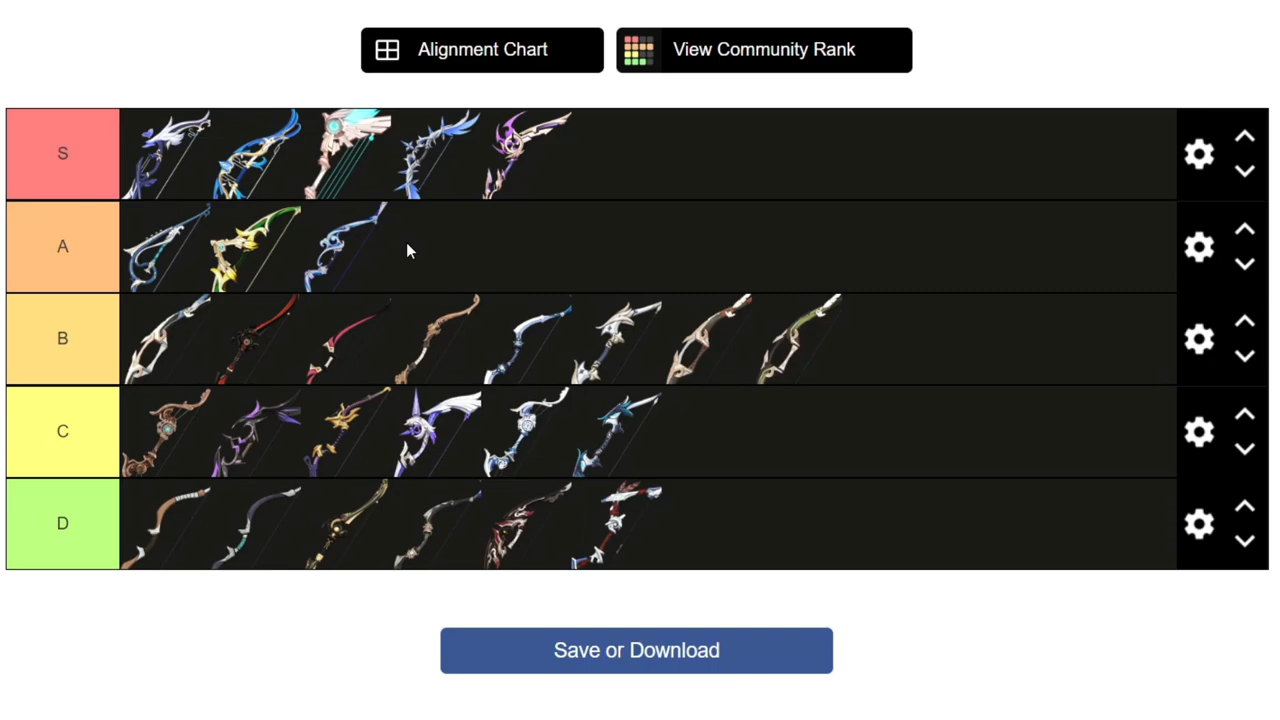 Alignment Chart
View Community Rank
S
A
B
C
D
Save or Download